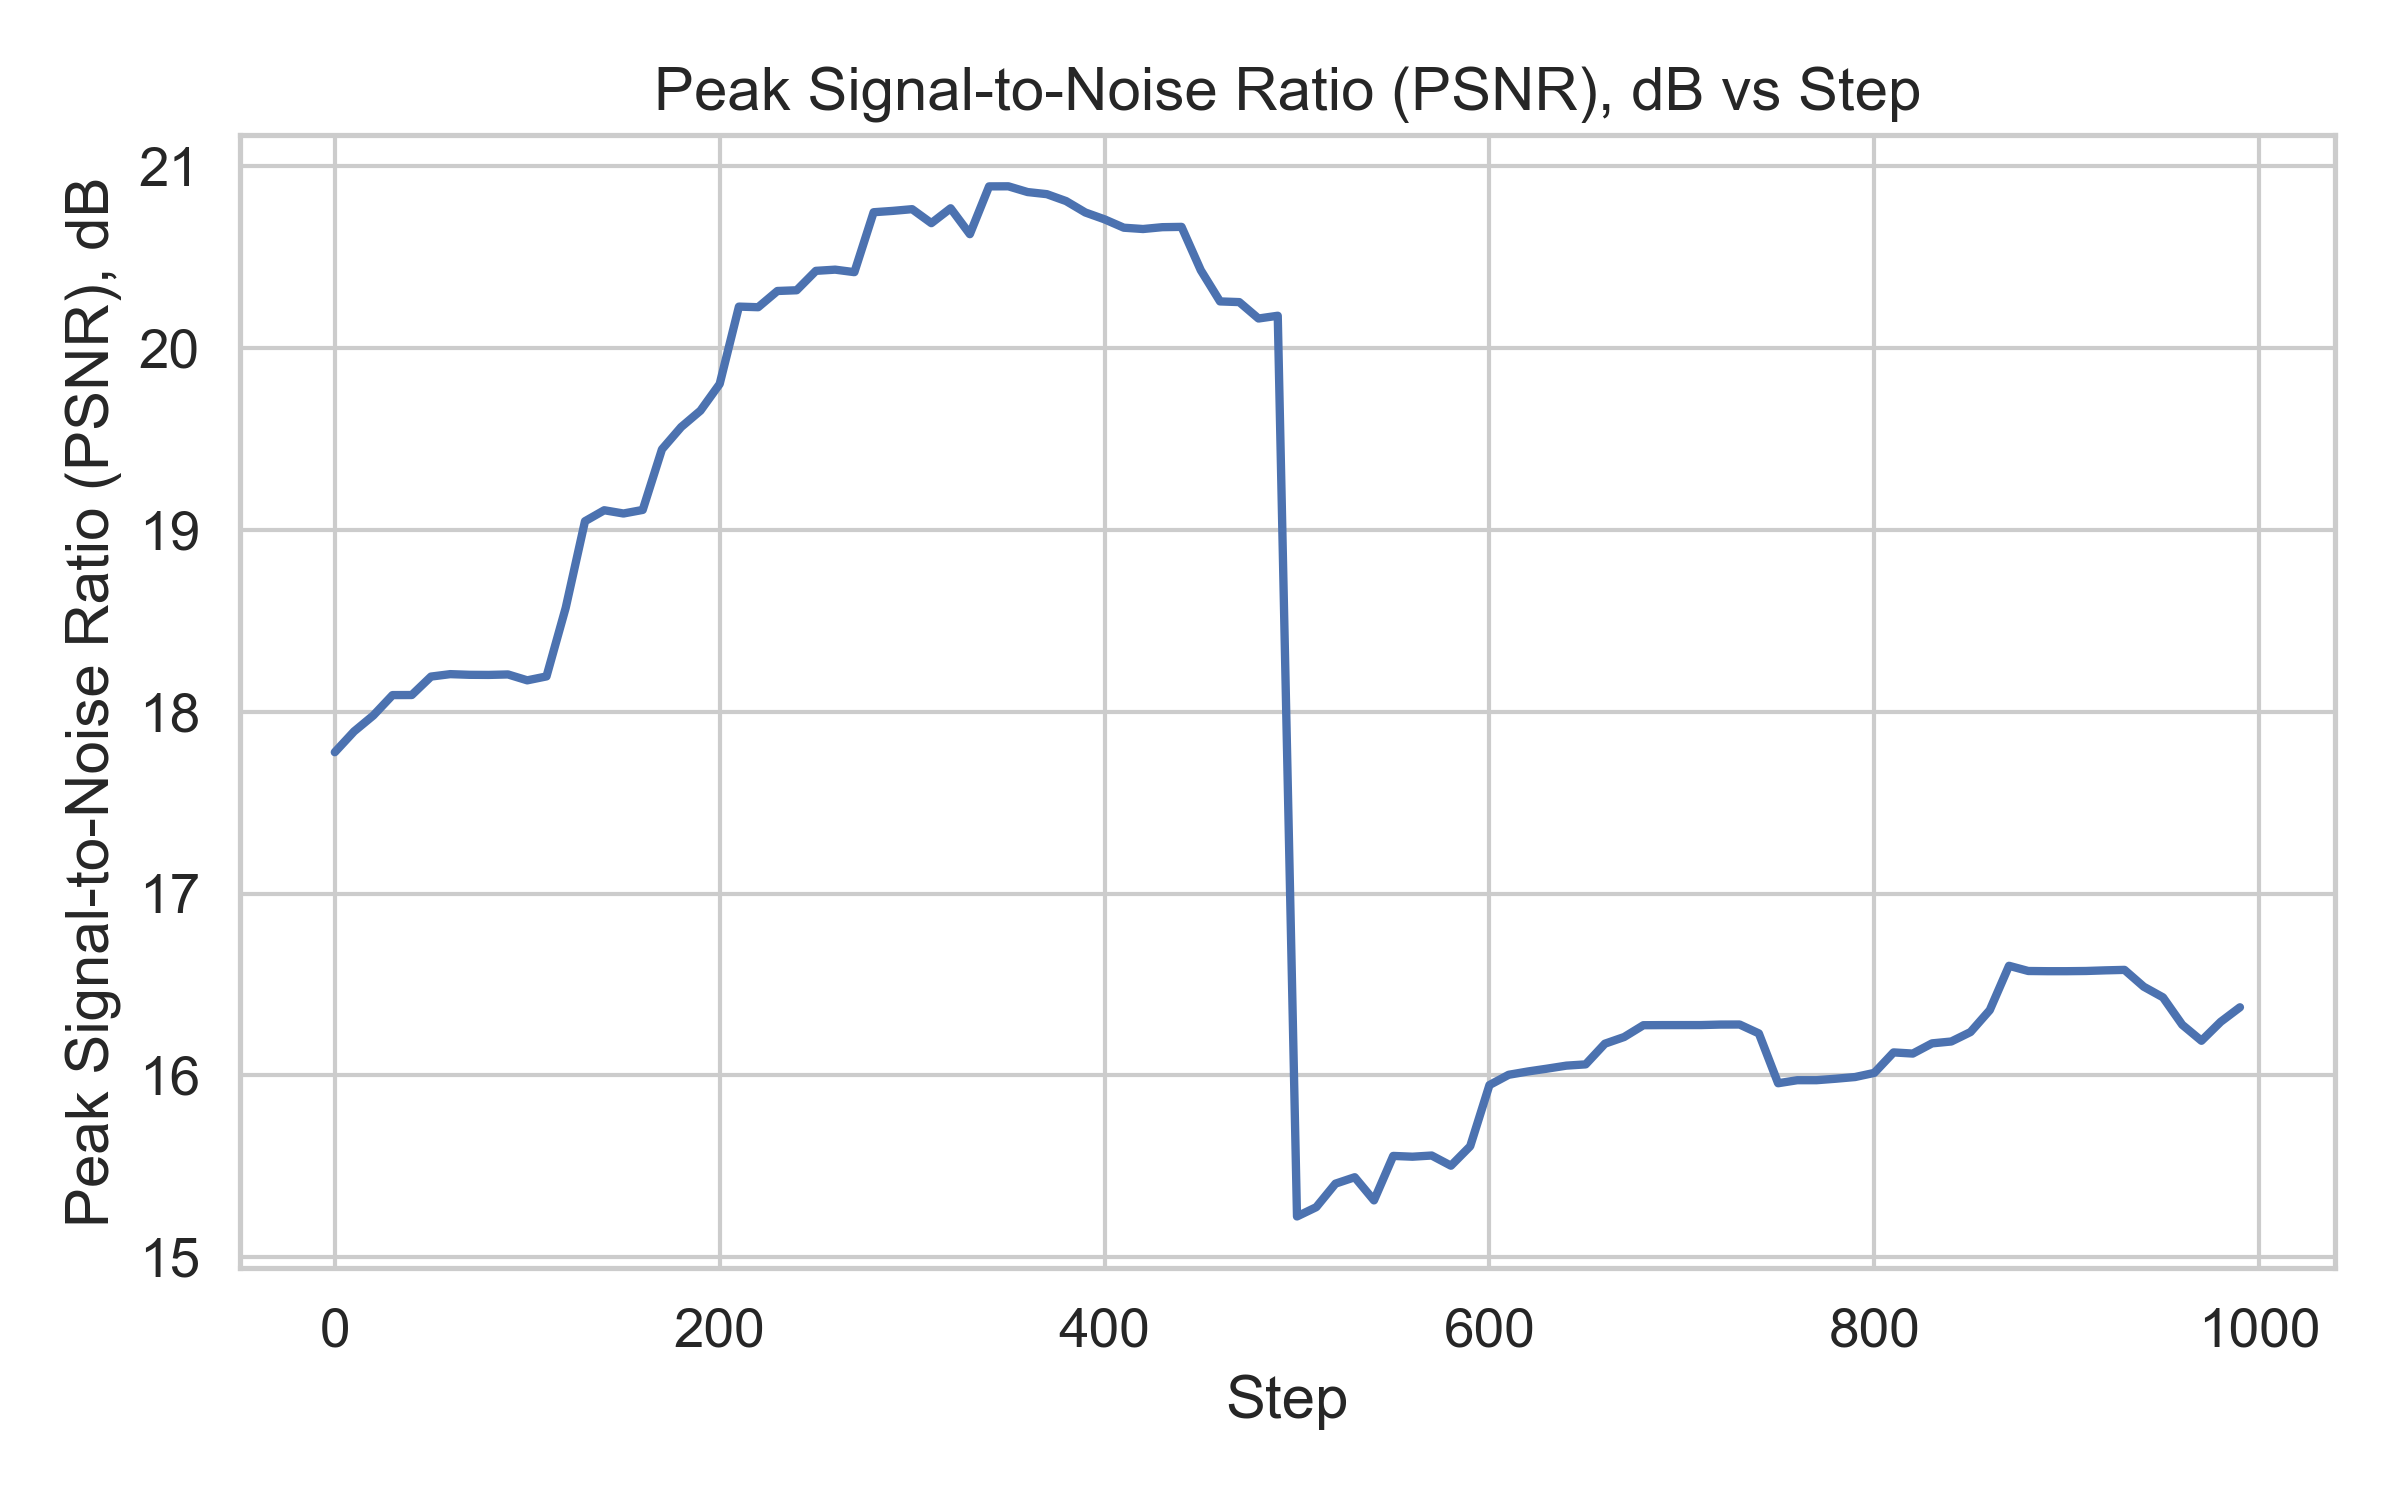 Peak Signal-to-Noise Ratio (PSNR), dB vs Step
Peak Signal-to-Noise Ratio (PSNR), dB
21
20
19
18
17
16
15
0 200 400 600 800 1000
Step